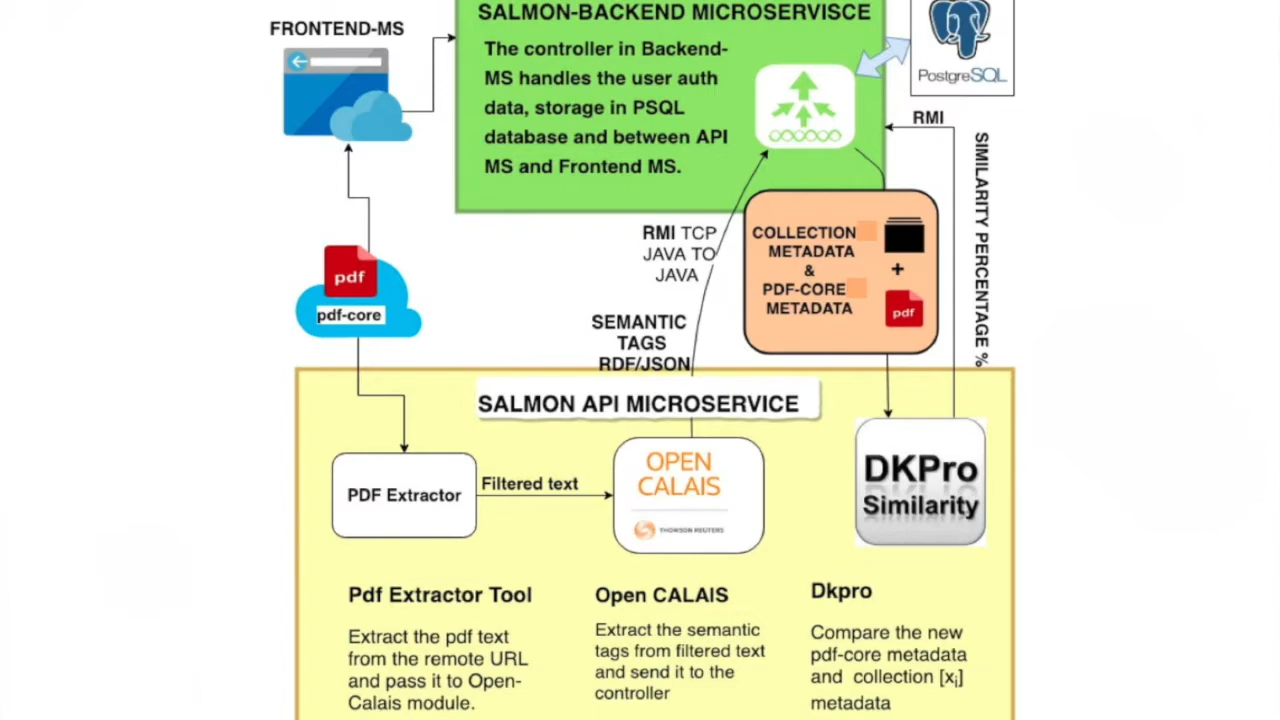 FRONTEND-MS
SALMON-BACKEND MICROSERVISCE
The controller in Backend-
MS handles the user auth
data, storage in PSQL
database and between API
MS and Frontend MS.
PostgreSQL
RMI
SIMILARITY PERCENTAGE %
RMI TCP
JAVA TO
JAVA
COLLECTION
METADATA
&
PDF-CORE
METADATA
+
pdf
pdf
pdf-core
SEMANTIC
TAGS
RDF/JSON
SALMON API MICROSERVICE
PDF Extractor
Filtered text
OPEN
CALAIS
THOMSON REUTERS
DKPro
Similarity
Pdf Extractor Tool
Extract the pdf text
from the remote URL
and pass it to Open-
Calais module.
Open CALAIS
Extract the semantic
tags from filtered text
and send it to the
controller
Dkpro
Compare the new
pdf-core metadata
and collection [xi]
metadata